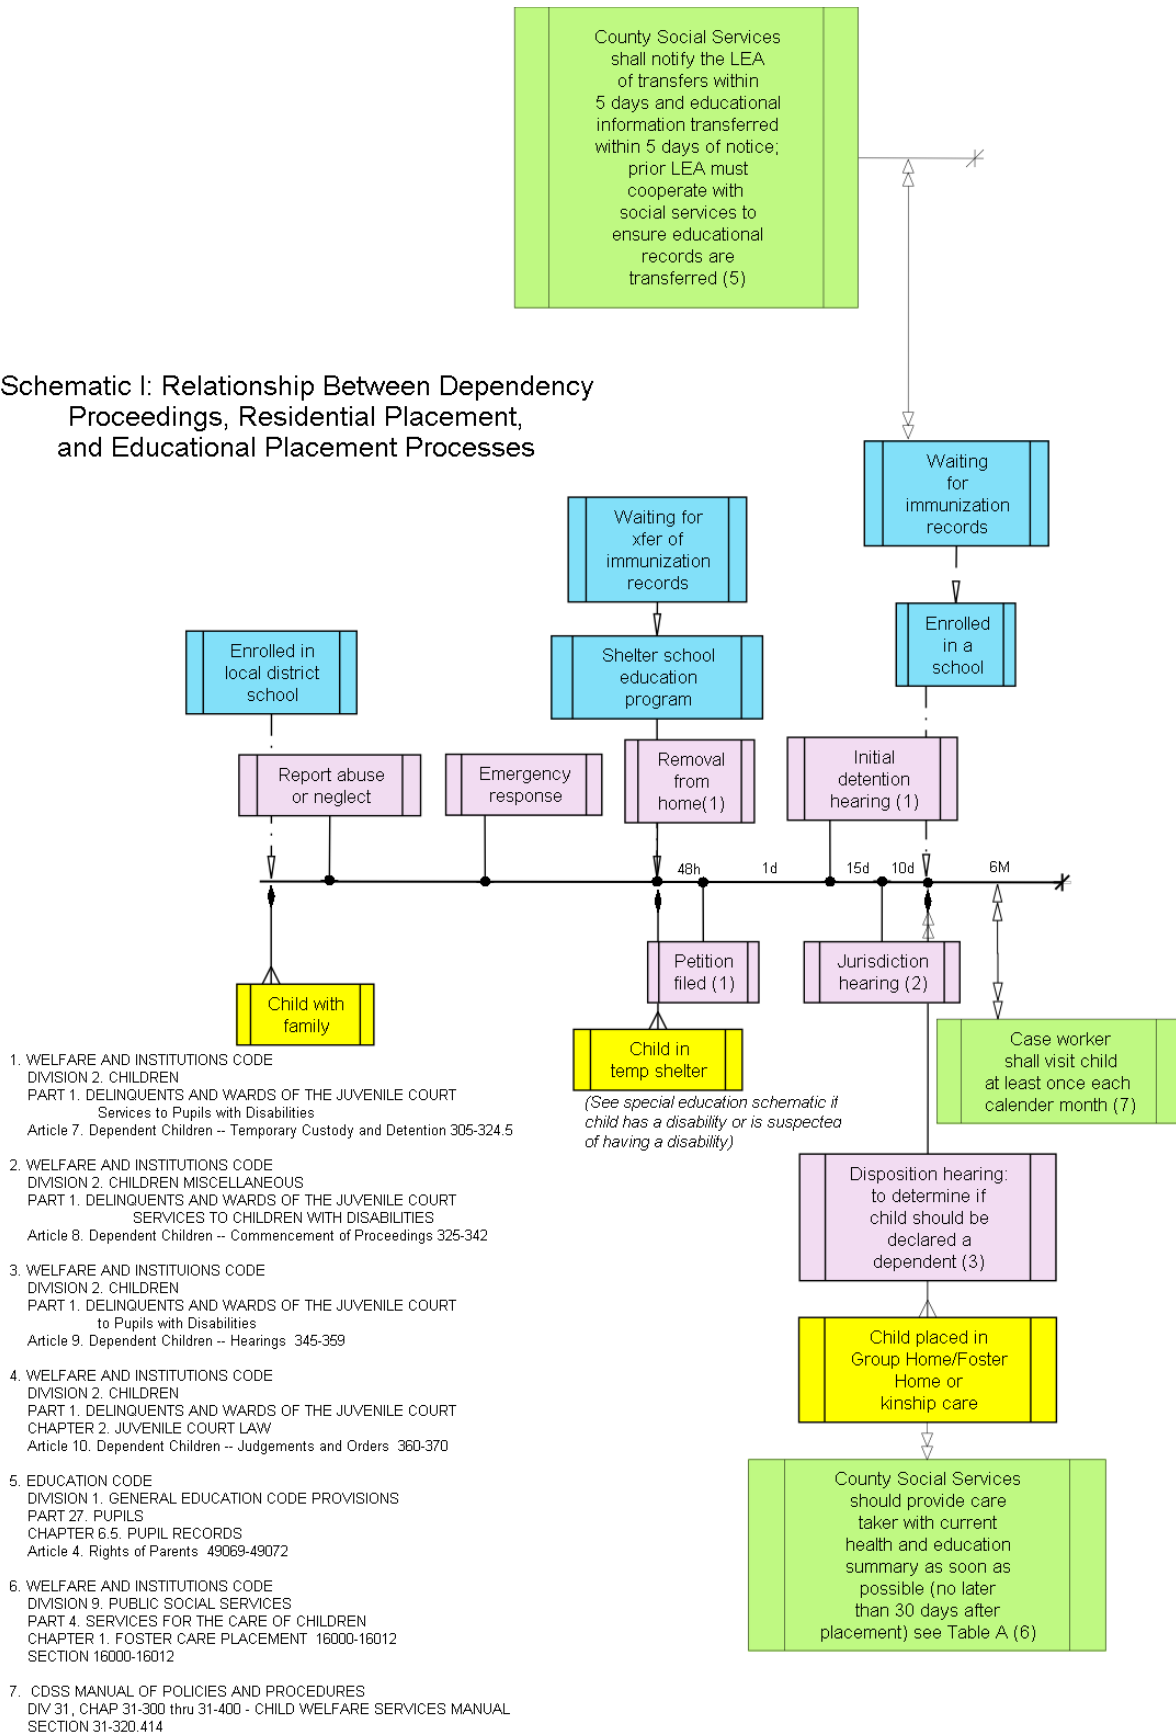 County Social Services
shall notify the LEA
of transfers within
5 days and educational
information transferred
within 5 days of notice;
prior LEA must
cooperate with
social services to
ensure educational
records are
transferred (5)
Schematic I: Relationship Between Dependency
Proceedings, Residential Placement,
and Educational Placement Processes
Waiting
for
immunization
records
Waiting for
xfer of
immunization
records
Enrolled
in a
school
Enrolled in
local district
school
Shelter school
education
program
Report abuse
or neglect
Emergency
response
Removal
from
home(1)
Initial
detention
hearing (1)
48h
1d
15d
10d
6M
Petition
filed (1)
Jurisdiction
hearing (2)
Child with
family
Child in
temp shelter
(See special education schematic if
child has a disability or is suspected
of having a disability)
Case worker
shall visit child
at least once each
calender month (7)
Disposition hearing:
to determine if
child should be
declared a
dependent (3)
Child placed in
Group Home/Foster
Home or
kinship care
County Social Services
should provide care
taker with current
health and education
summary as soon as
possible (no later
than 30 days after
placement) see Table A (6)
1. WELFARE AND INSTITUTIONS CODE
DIVISION 2. CHILDREN
PART 1. DELINQUENTS AND WARDS OF THE JUVENILE COURT
Services to Pupils with Disabilities
Article 7. Dependent Children -- Temporary Custody and Detention 305-324.5
2. WELFARE AND INSTITUTIONS CODE
DIVISION 2. CHILDREN MISCELLANEOUS
PART 1. DELINQUENTS AND WARDS OF THE JUVENILE COURT
SERVICES TO CHILDREN WITH DISABILITIES
Article 8. Dependent Children -- Commencement of Proceedings 325-342
3. WELFARE AND INSTITUIONS CODE
DIVISION 2. CHILDREN
PART 1. DELINQUENTS AND WARDS OF THE JUVENILE COURT
to Pupils with Disabilities
Article 9. Dependent Children -- Hearings 345-359
4. WELFARE AND INSTITUTIONS CODE
DIVISION 2. CHILDREN
PART 1. DELINQUENTS AND WARDS OF THE JUVENILE COURT
CHAPTER 2. JUVENILE COURT LAW
Article 10. Dependent Children -- Judgements and Orders 360-370
5. EDUCATION CODE
DIVISION 1. GENERAL EDUCATION CODE PROVISIONS
PART 27. PUPILS
CHAPTER 6.5. PUPIL RECORDS
Article 4. Rights of Parents 49069-49072
6. WELFARE AND INSTITUTIONS CODE
DIVISION 9. PUBLIC SOCIAL SERVICES
PART 4. SERVICES FOR THE CARE OF CHILDREN
CHAPTER 1. FOSTER CARE PLACEMENT 16000-16012
SECTION 16000-16012
7. CDSS MANUAL OF POLICIES AND PROCEDURES
DIV 31, CHAP 31-300 thru 31-400 - CHILD WELFARE SERVICES MANUAL
SECTION 31-320.414